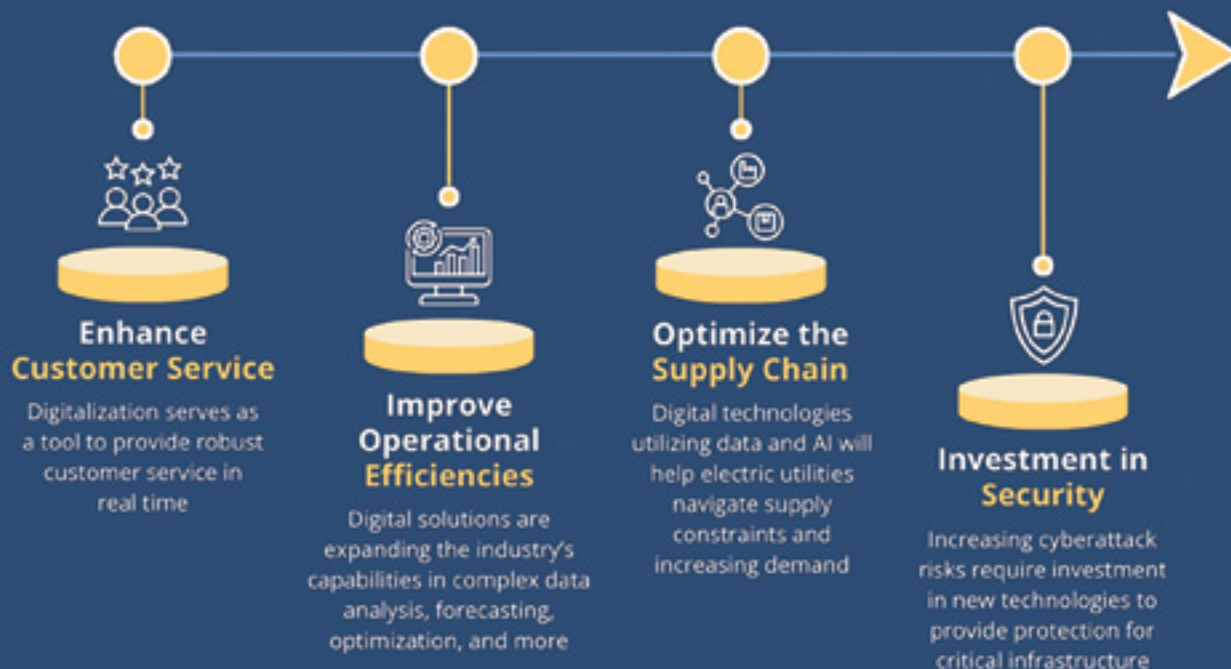 Enhance
Customer Service
Digitalization serves as
a tool to provide robust
customer service in
real time
Improve
Operational
Efficiencies
Digital solutions are
expanding the industry's
capabilities in complex data
analysis, forecasting,
optimization, and more
Optimize the
Supply Chain
Digital technologies
utilizing data and AI will
help electric utilities
navigate supply
constraints and
increasing demand
Investment in
Security
Increasing cyberattack
risks require investment
in new technologies to
provide protection for
critical infrastructure